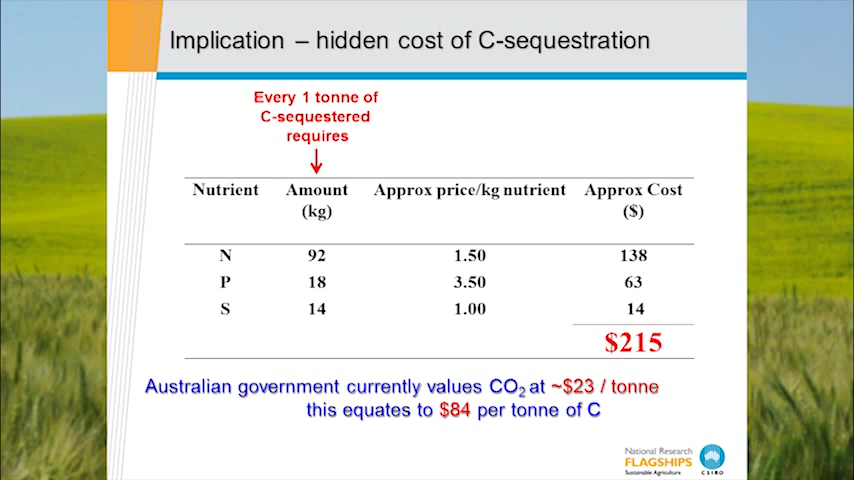 Implication – hidden cost of C-sequestration
Every 1 tonne of
C-sequestered
requires
Nutrient Amount Approx price/kg nutrient Approx Cost
(kg) ($)
N 92 1.50 138
P 18 3.50 63
S 14 1.00 14
$215
Australian government currently values CO₂ at ~$23 / tonne
this equates to $84 per tonne of C
National Research
FLAGSHIPS
Sustainable Agriculture
CSIRO